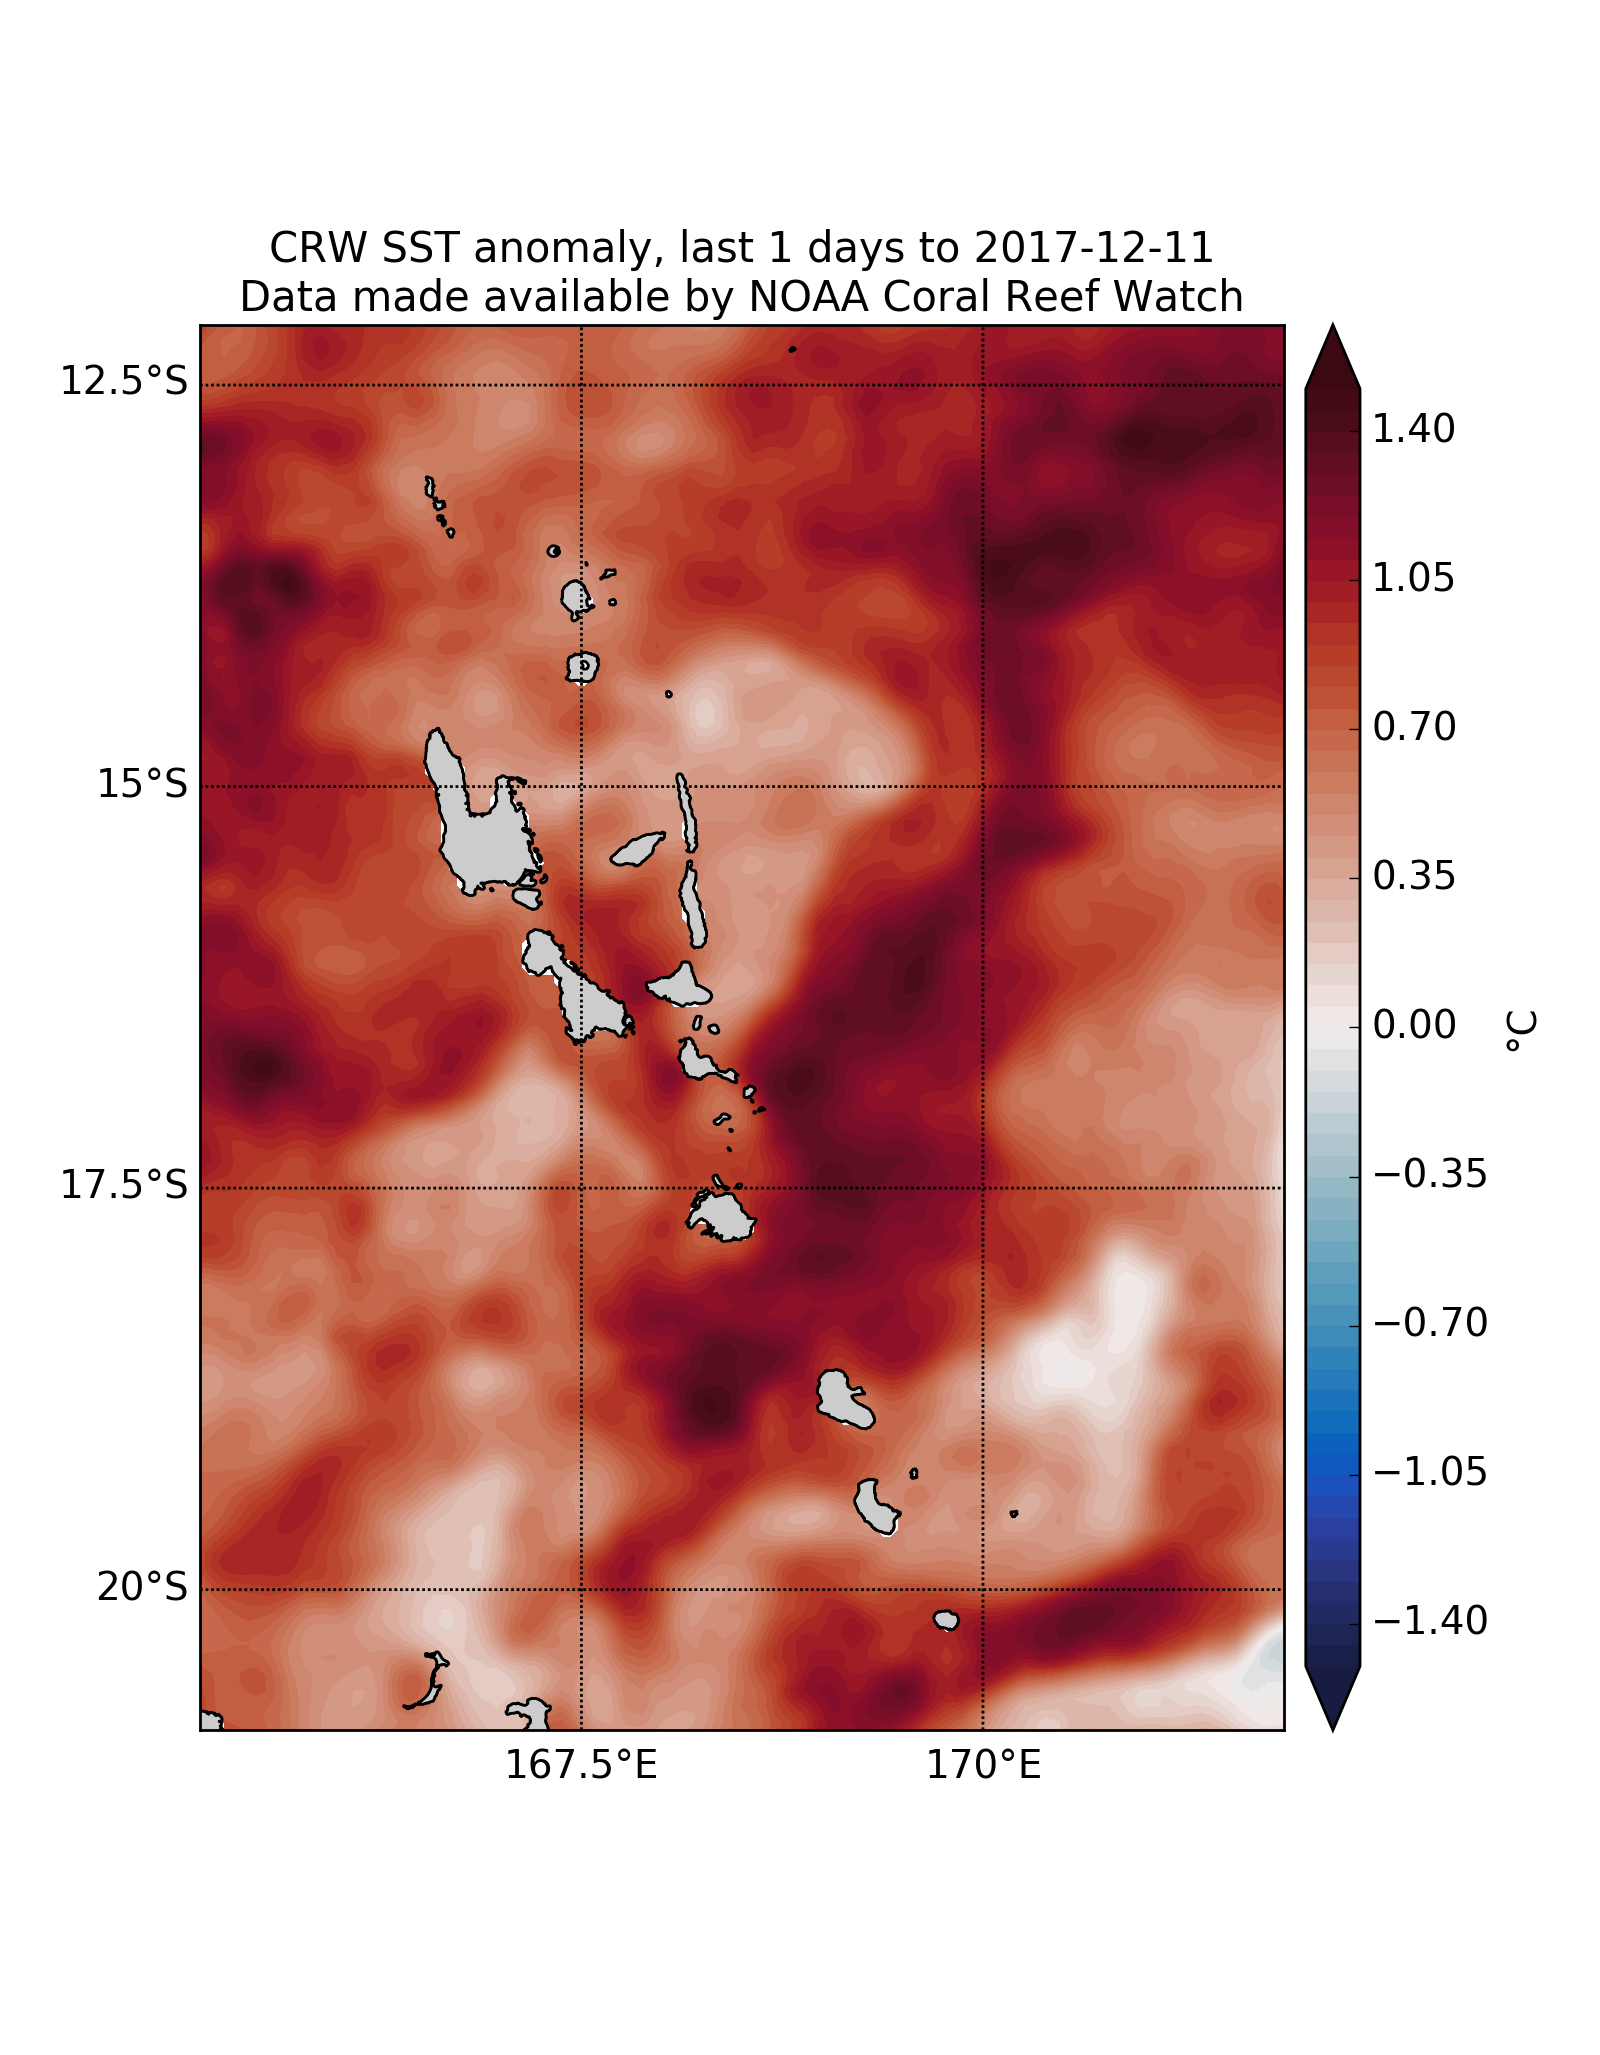 CRW SST anomaly, last 1 days to 2017-12-11
Data made available by NOAA Coral Reef Watch
12.5°S
15°S
17.5°S
20°S
167.5°E
170°E
1.40
1.05
0.70
0.35
0.00
−0.35
−0.70
−1.05
−1.40
°C